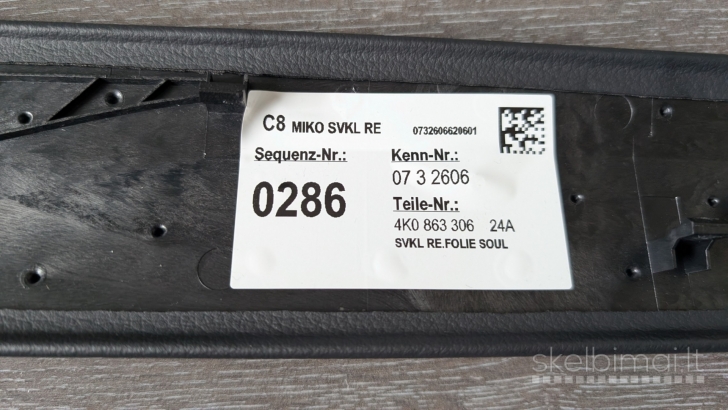 C8 MIKO SVKL RE 0732606620601
Sequenz-Nr.: Kenn-Nr.:
0286 07 3 2606
Teile-Nr.:
4K0 863 306 24A
SVKL RE.FOLIE SOUL
skelbimai.lt